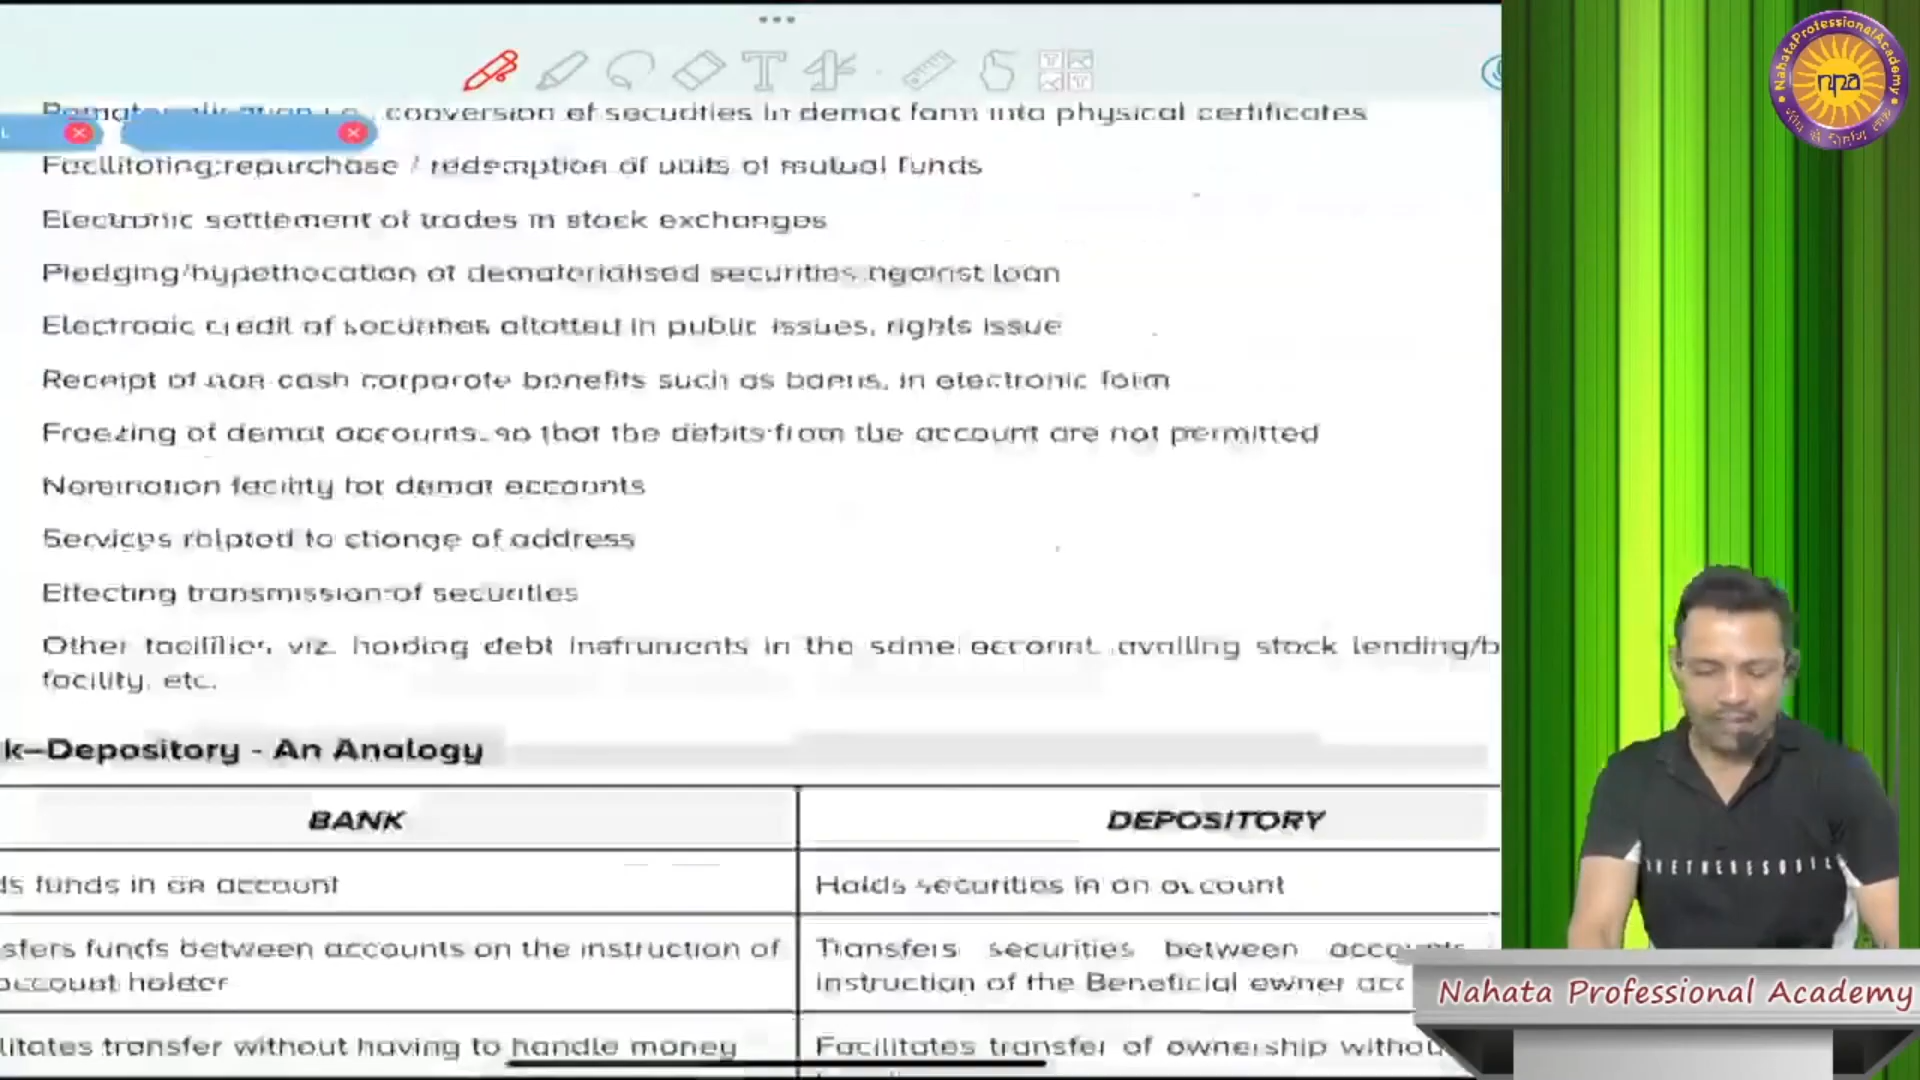 conversion of securities in demat form into physical certificates
Facilitating repurchase / redemption of units of mutual funds
Electronic settlement of trades in stock exchanges
Pledging/hypothecation of dematerialised securities against loan
Electronic credit of securities allotted in public issues, rights issue
Receipt of non cash corporate benefits such as bonus, in electronic form
Freezing of demat accounts, so that the debits from the account are not permitted
Nomination facility for demat accounts
Services related to change of address
Effecting transmission of securities
Other facilities viz. holding debt instruments in the same account, availing stock lending/b
facility, etc.
k–Depository - An Analogy
BANK DEPOSITORY
ds funds in an account Holds securities in an account
sfers funds between accounts on the instruction of Transfers securities between accounts
account holder instruction of the Beneficial owner acc
litates transfer without having to handle money Facilitates transfer of ownership without
NahataProfessionalAcademy
npa
Nahata Professional Academy